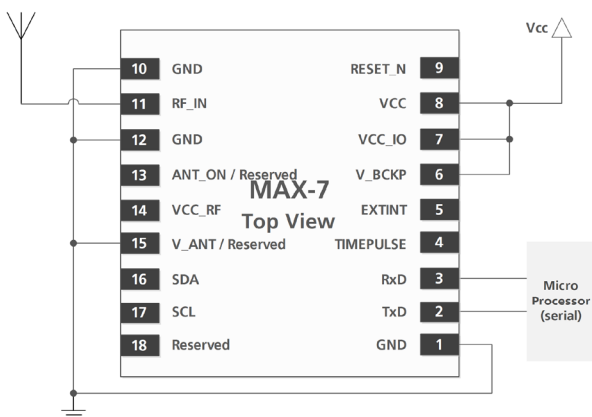 Vcc
10 GND RESET_N 9
11 RF_IN VCC 8
12 GND VCC_IO 7
13 ANT_ON / Reserved V_BCKP 6
MAX-7
14 VCC_RF EXTINT 5
Top View
15 V_ANT / Reserved TIMEPULSE 4
16 SDA RxD 3
17 SCL TxD 2
18 Reserved GND 1
Micro
Processor
(serial)